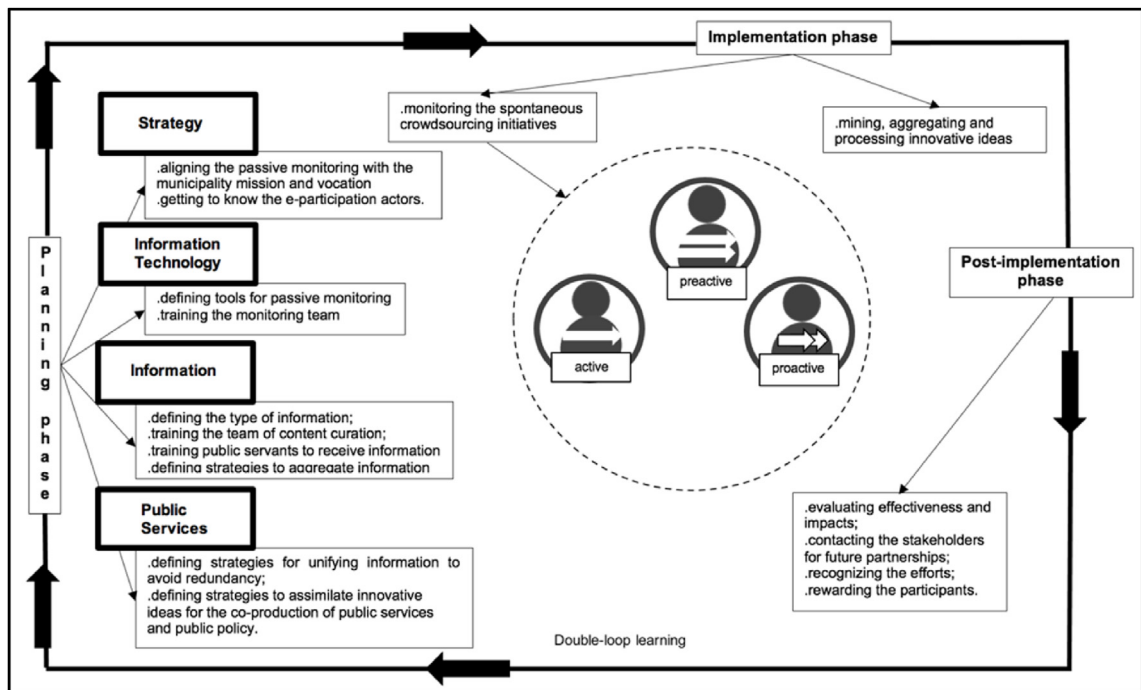 Implementation phase
Strategy
.monitoring the spontaneous
crowdsourcing initiatives
.mining, aggregating and
processing innovative ideas
.aligning the passive monitoring with the
municipality mission and vocation
.getting to know the e-participation actors.
Planning phase
Information
Technology
.defining tools for passive monitoring
.training the monitoring team
preactive
active
proactive
Post-implementation
phase
Information
.defining the type of information;
.training the team of content curation;
.training public servants to receive information
.defining strategies to aggregate information
Public
Services
.defining strategies for unifying information to
avoid redundancy;
.defining strategies to assimilate innovative
ideas for the co-production of public services
and public policy.
.evaluating effectiveness and
impacts;
.contacting the stakeholders
for future partnerships;
.recognizing the efforts;
.rewarding the participants.
Double-loop learning